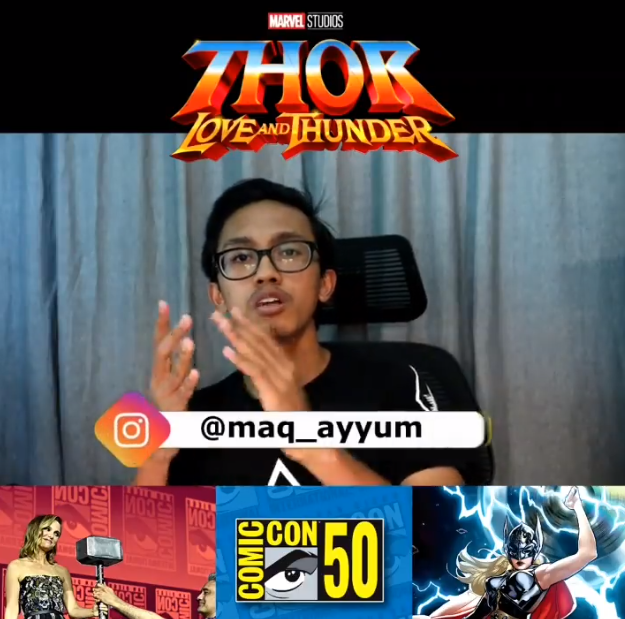 MARVEL STUDIOS
THOR
LOVE AND THUNDER
@maq_ayyum
COMIC CON 50